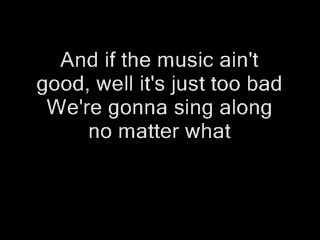 And if the music ain't
good, well it's just too bad
We're gonna sing along
no matter what